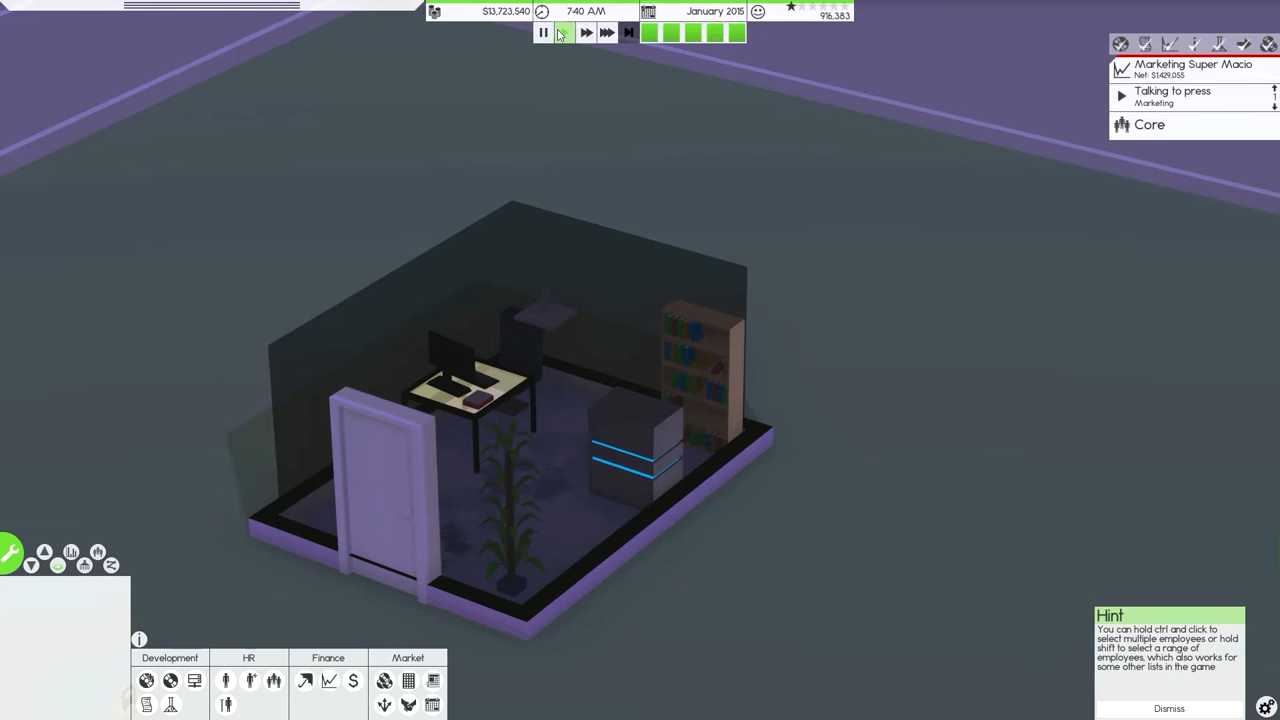 $13,723,540
7:40 AM
January 2015
916,383
Marketing Super Macio
Net: $1,429,055
Talking to press
Marketing
1
Core
Hint
You can hold ctrl and click to
select multiple employees or hold
shift to select a range of
employees, which also works for
some other lists in the game
Dismiss
Development
HR
Finance
Market